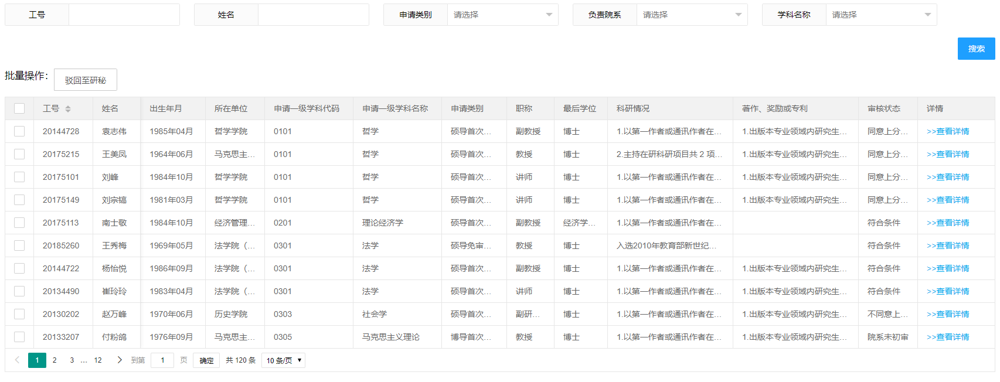 工号 姓名 申请类别 请选择 负责院系 请选择 学科名称 请选择
搜索
批量操作： 驳回至研秘
工号 姓名 出生年月 所在单位 申请一级学科代码 申请一级学科名称 申请类别 职称 最后学位 科研情况 著作、奖励或专利 审核状态 详情
20144728 袁志伟 1985年04月 哲学学院 0101 哲学 硕导首次... 副教授 博士 1.以第一作者或通讯作者在... 1.出版本专业领域内研究生... 同意上分... >>查看详情
20175215 王美凤 1964年06月 马克思主... 0101 哲学 硕导首次... 教授 博士 2.主持在研科研项目共 2 项... 1.出版本专业领域内研究生... 同意上分... >>查看详情
20175101 刘峰 1984年10月 哲学学院 0101 哲学 硕导首次... 讲师 博士 1.以第一作者或通讯作者在... 1.出版本专业领域内研究生... 同意上分... >>查看详情
20175149 刘宗镐 1981年03月 哲学学院 0101 哲学 硕导首次... 讲师 博士 1.以第一作者或通讯作者在... 1.出版本专业领域内研究生... 同意上分... >>查看详情
20175113 南士敬 1984年10月 经济管理... 0201 理论经济学 硕导首次... 副教授 经济学... 1.以第一作者或通讯作者在... 符合条件 >>查看详情
20185260 王秀梅 1969年05月 法学院（... 0301 法学 硕导免审... 教授 博士 入选2010年教育部新世纪... 符合条件 >>查看详情
20144722 杨怡悦 1986年09月 法学院（... 0301 法学 硕导首次... 副教授 博士 1.以第一作者或通讯作者在... 1.出版本专业领域内研究生... 符合条件 >>查看详情
20134490 崔玲玲 1983年04月 法学院（... 0301 法学 硕导首次... 讲师 博士 1.以第一作者或通讯作者在... 1.出版本专业领域内研究生... 符合条件 >>查看详情
20130202 赵万峰 1970年06月 历史学院 0303 社会学 硕导首次... 副研... 博士 1.以第一作者或通讯作者在... 1.出版本专业领域内研究生... 不同意上... >>查看详情
20133207 付粉鸽 1976年09月 马克思主... 0305 马克思主义理论 博导首次... 教授 博士 1.以第一作者或通讯作者在... 1.出版本专业领域内研究生... 院系未初审 >>查看详情
1 2 3 ... 12 到第 1 页 确定 共 120 条 10 条/页